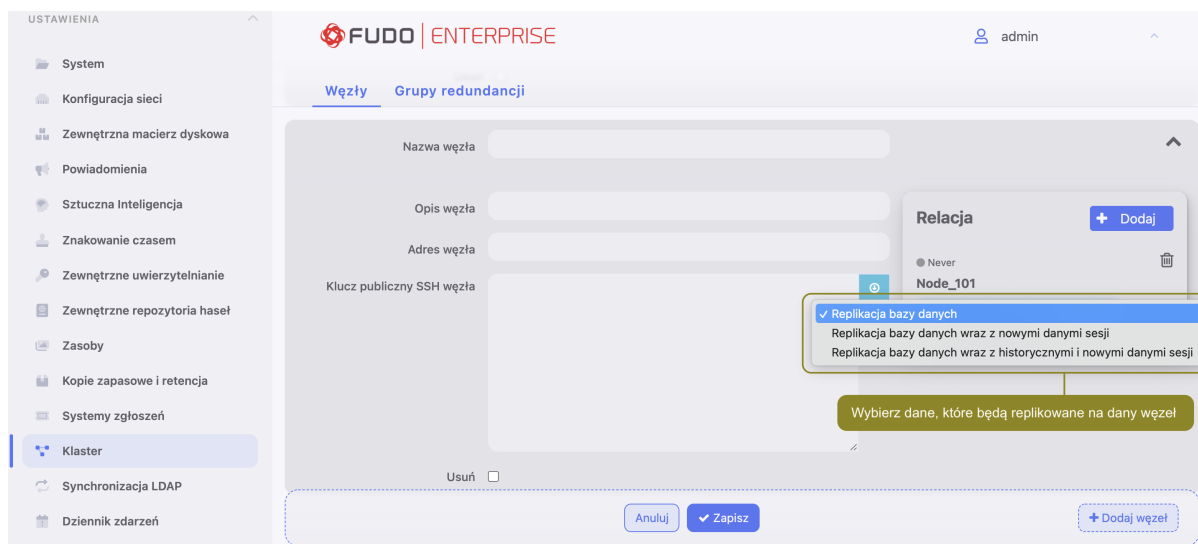 USTAWIENIA
System
Konfiguracja sieci
Zewnętrzna macierz dyskowa
Powiadomienia
Sztuczna Inteligencja
Znakowanie czasem
Zewnętrzne uwierzytelnianie
Zewnętrzne repozytoria haseł
Zasoby
Kopie zapasowe i retencja
Systemy zgłoszeń
Klaster
Synchronizacja LDAP
Dziennik zdarzeń
FUDO ENTERPRISE
admin
Węzły Grupy redundancji
Nazwa węzła
Opis węzła
Adres węzła
Klucz publiczny SSH węzła
Usuń
Relacja
+ Dodaj
Never
Node_101
✓ Replikacja bazy danych
Replikacja bazy danych wraz z nowymi danymi sesji
Replikacja bazy danych wraz z historycznymi i nowymi danymi sesji
Wybierz dane, które będą replikowane na dany węzeł
Anuluj
✓ Zapisz
+ Dodaj węzeł